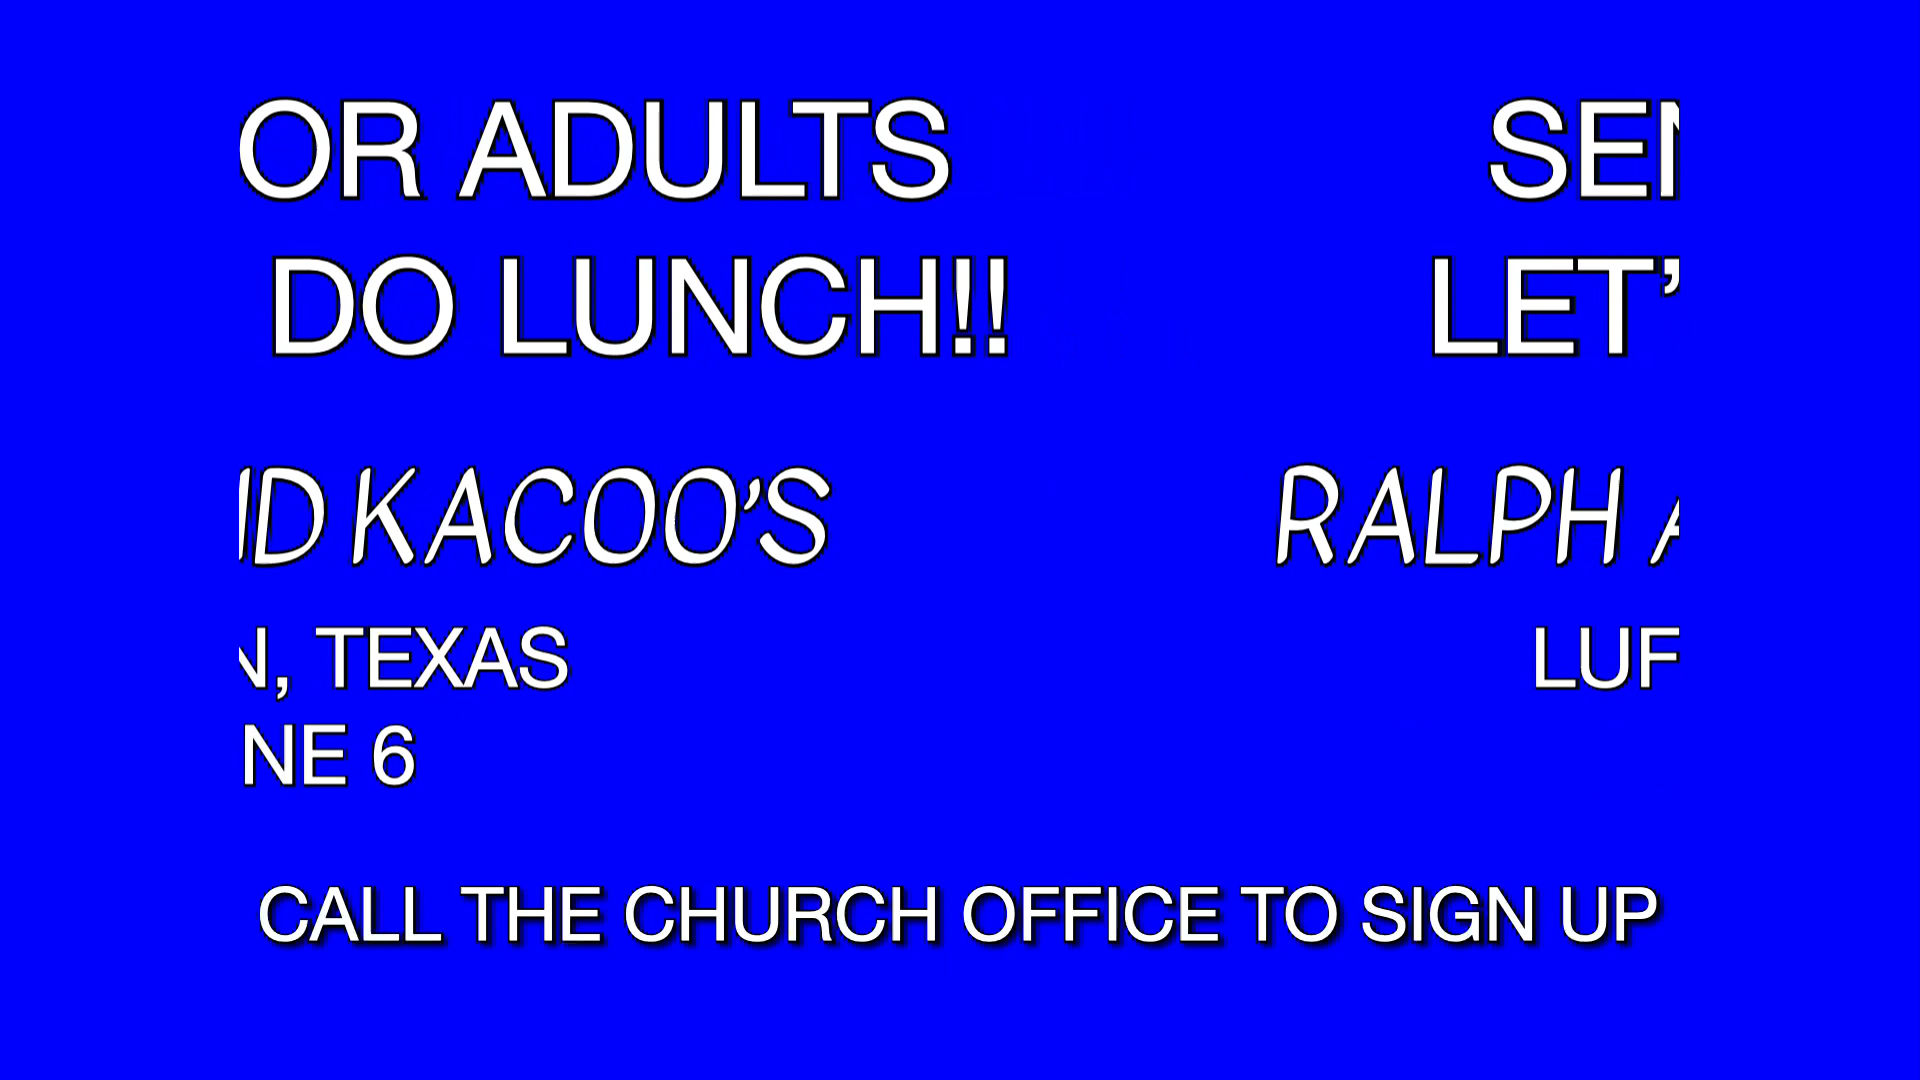 OR ADULTS SEN
DO LUNCH!! LET’
ND KACOO’S RALPH A
N, TEXAS LUF
NE 6
CALL THE CHURCH OFFICE TO SIGN UP